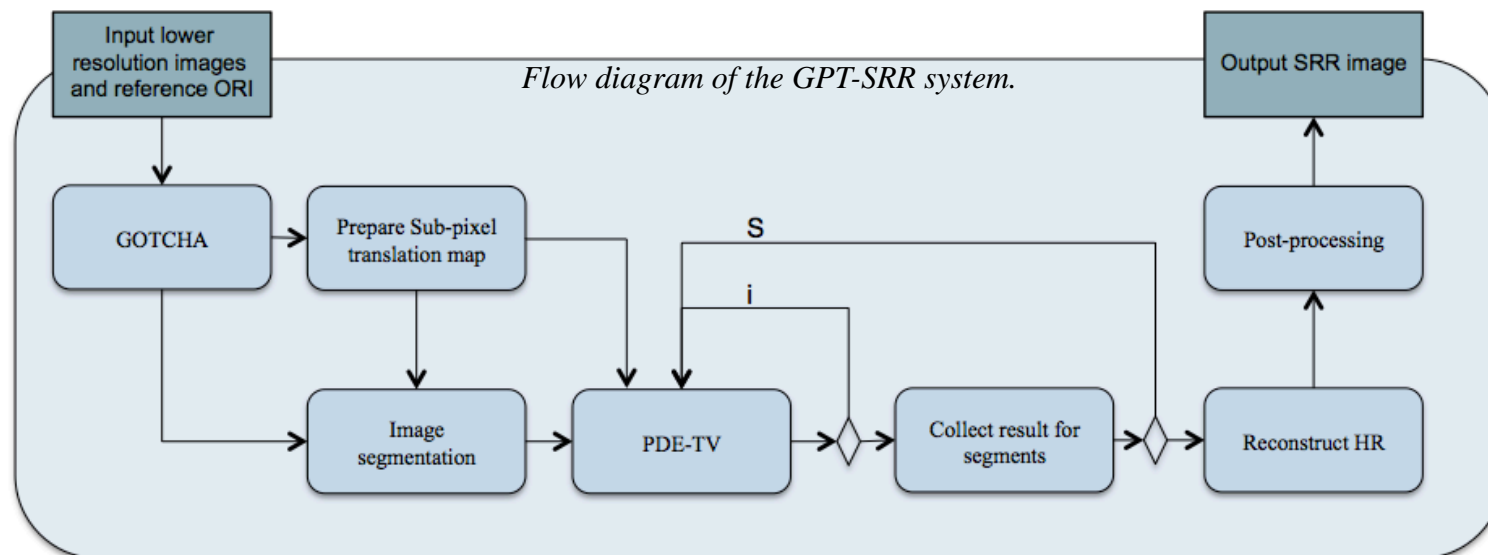 Input lower
resolution images
and reference ORI
Flow diagram of the GPT-SRR system.
Output SRR image
GOTCHA
Prepare Sub-pixel
translation map
S
i
Post-processing
Image
segmentation
PDE-TV
Collect result for
segments
Reconstruct HR